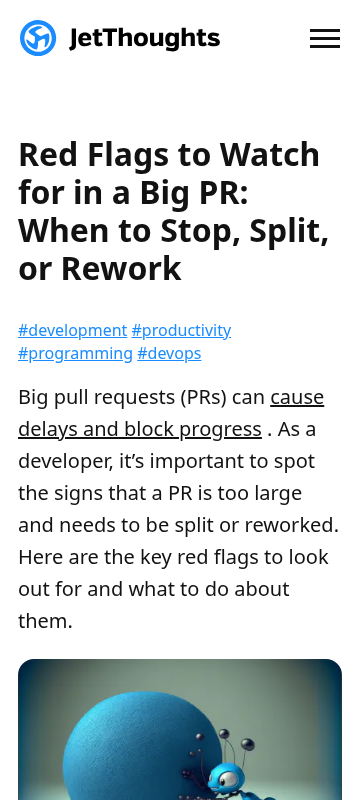 JetThoughts
Red Flags to Watch
for in a Big PR:
When to Stop, Split,
or Rework
#development #productivity
#programming #devops
Big pull requests (PRs) can cause
delays and block progress . As a
developer, it’s important to spot
the signs that a PR is too large
and needs to be split or reworked.
Here are the key red flags to look
out for and what to do about
them.